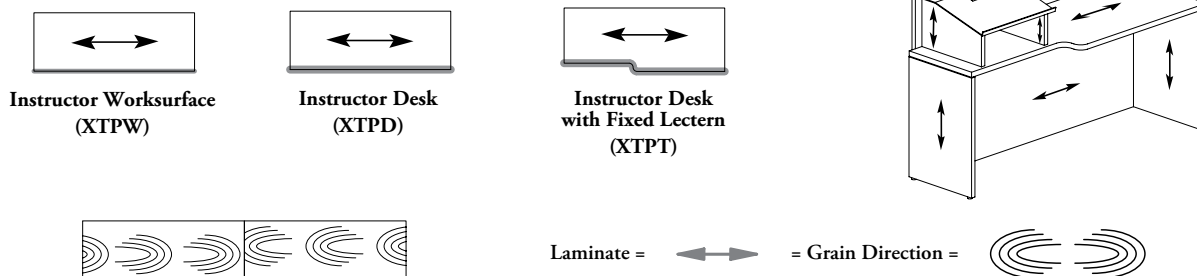 Instructor Worksurface
(XTPW)
Instructor Desk
(XTPD)
Instructor Desk
with Fixed Lectern
(XTPT)
Laminate = = Grain Direction =